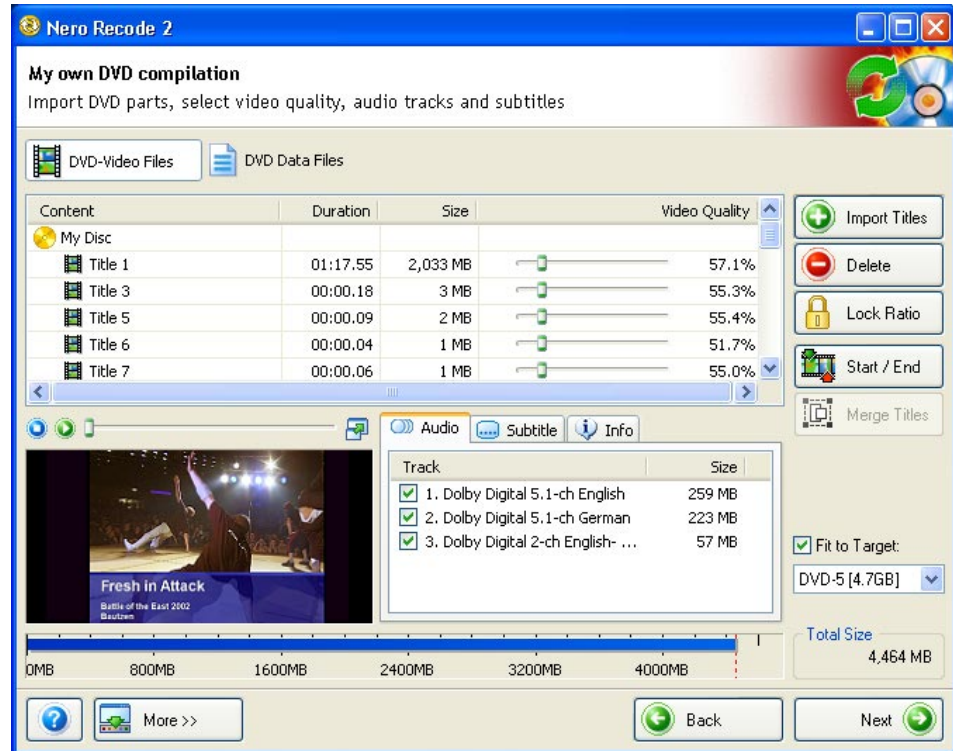 Nero Recode 2
My own DVD compilation
Import DVD parts, select video quality, audio tracks and subtitles
DVD-Video Files
DVD Data Files
Content Duration Size Video Quality
My Disc
Title 1 01:17.55 2,033 MB 57.1%
Title 3 00:00.18 3 MB 55.3%
Title 5 00:00.09 2 MB 55.4%
Title 6 00:00.04 1 MB 51.7%
Title 7 00:00.06 1 MB 55.0%
Import Titles
Delete
Lock Ratio
Start / End
Merge Titles
Audio Subtitle Info
Track Size
1. Dolby Digital 5.1-ch English 259 MB
2. Dolby Digital 5.1-ch German 223 MB
3. Dolby Digital 2-ch English- ... 57 MB
Fresh in Attack
Battle of the East 2002
Bautzen
Fit to Target:
DVD-5 [4.7GB]
Total Size
4,464 MB
0MB 800MB 1600MB 2400MB 3200MB 4000MB
More >>
Back
Next